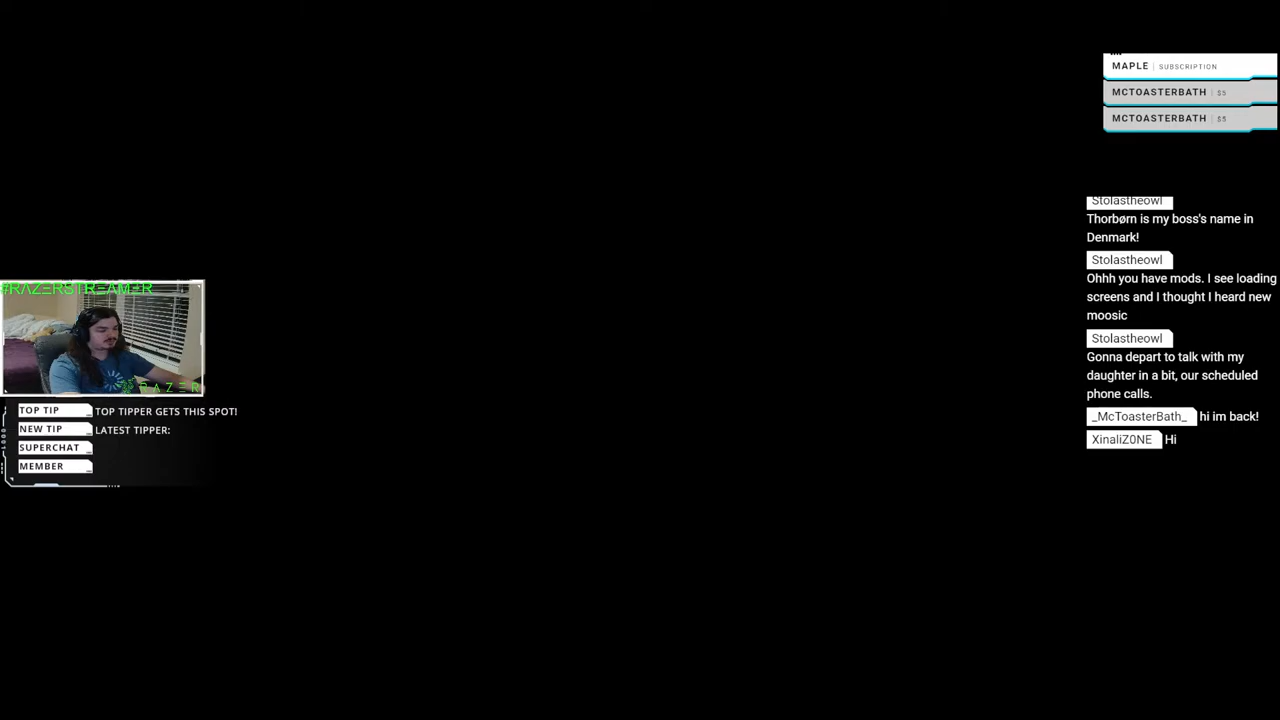 MAPLE | SUBSCRIPTION
MCTOASTERBATH | $5
MCTOASTERBATH | $5
Stolastheowl
Thorbørn is my boss's name in
Denmark!
Stolastheowl
Ohhh you have mods. I see loading
screens and I thought I heard new
moosic
Stolastheowl
Gonna depart to talk with my
daughter in a bit, our scheduled
phone calls.
_McToasterBath_ hi im back!
XinaliZ0NE Hi
#RAZERSTREAMER
RAZER
TOP TIP TOP TIPPER GETS THIS SPOT!
NEW TIP LATEST TIPPER:
SUPERCHAT
MEMBER